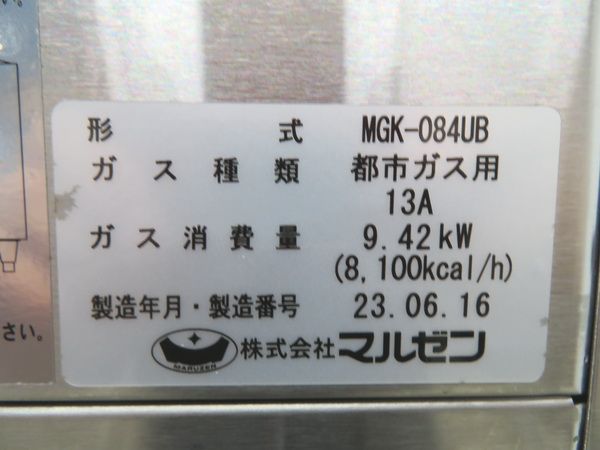 い。
形式 MGK-084UB
ガス種類 都市ガス用
13A
ガス消費量 9.42kW
(8,100kcal/h)
製造年月・製造番号 23.06.16
MARUZEN 株式会社マルゼン
さい。